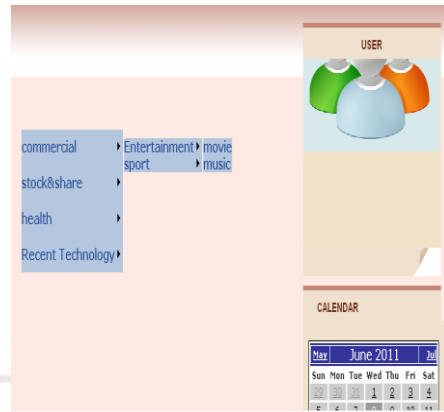 USER
commercial Entertainment movie
sport music
stock&share
health
Recent Technology
CALENDAR
May June 2011 Jul
Sun Mon Tue Wed Thu Fri Sat
29 30 31 1 2 3 4